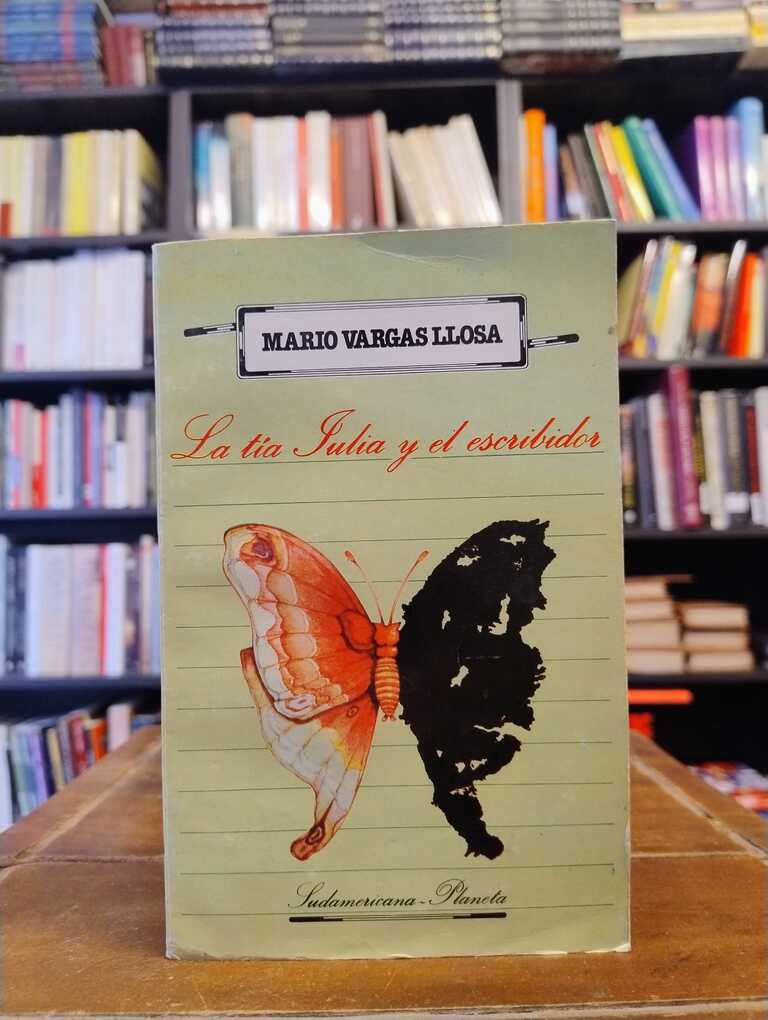 MARIO VARGAS LLOSA
La tía Julia y el escribidor
Sudamericana - Planeta